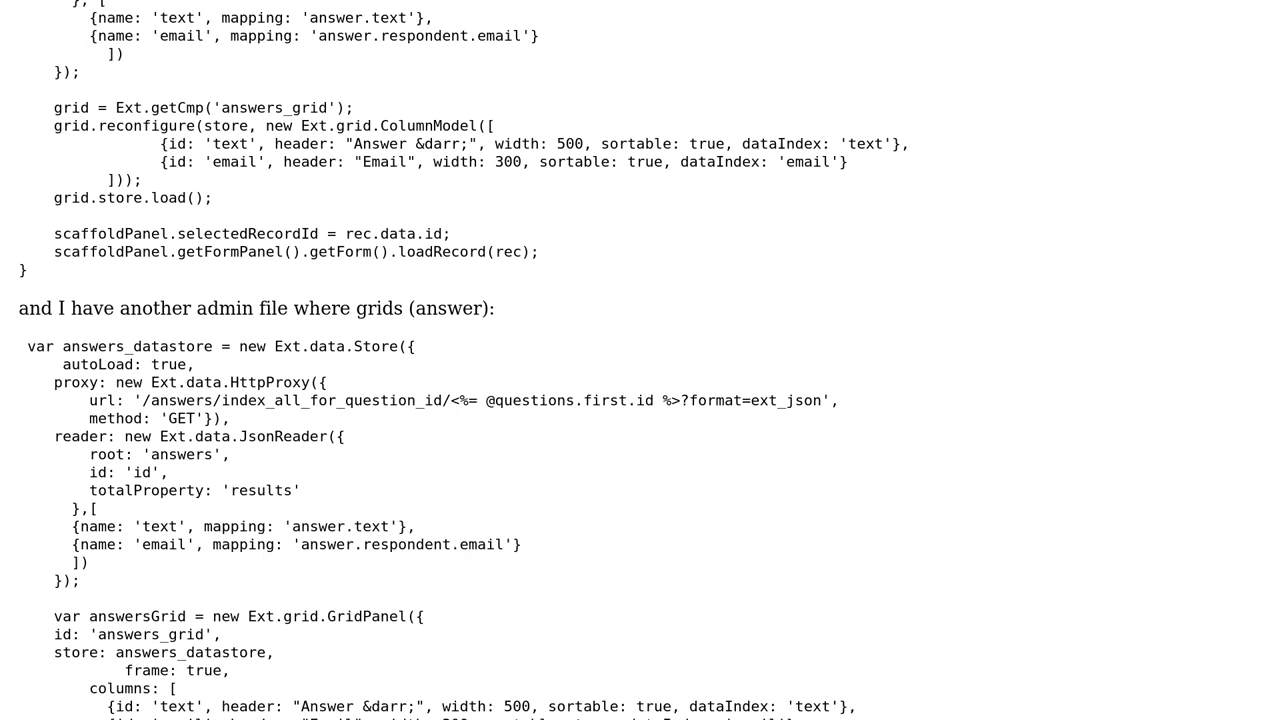 }, [
{name: 'text', mapping: 'answer.text'},
{name: 'email', mapping: 'answer.respondent.email'}
])
});
grid = Ext.getCmp('answers_grid');
grid.reconfigure(store, new Ext.grid.ColumnModel([
{id: 'text', header: "Answer &darr;", width: 500, sortable: true, dataIndex: 'text'},
{id: 'email', header: "Email", width: 300, sortable: true, dataIndex: 'email'}
]));
grid.store.load();
scaffoldPanel.selectedRecordId = rec.data.id;
scaffoldPanel.getFormPanel().getForm().loadRecord(rec);
}
and I have another admin file where grids (answer):
var answers_datastore = new Ext.data.Store({
autoLoad: true,
proxy: new Ext.data.HttpProxy({
url: '/answers/index_all_for_question_id/<%= @questions.first.id %>?format=ext_json',
method: 'GET'}),
reader: new Ext.data.JsonReader({
root: 'answers',
id: 'id',
totalProperty: 'results'
},[
{name: 'text', mapping: 'answer.text'},
{name: 'email', mapping: 'answer.respondent.email'}
])
});
var answersGrid = new Ext.grid.GridPanel({
id: 'answers_grid',
store: answers_datastore,
frame: true,
columns: [
{id: 'text', header: "Answer &darr;", width: 500, sortable: true, dataIndex: 'text'},